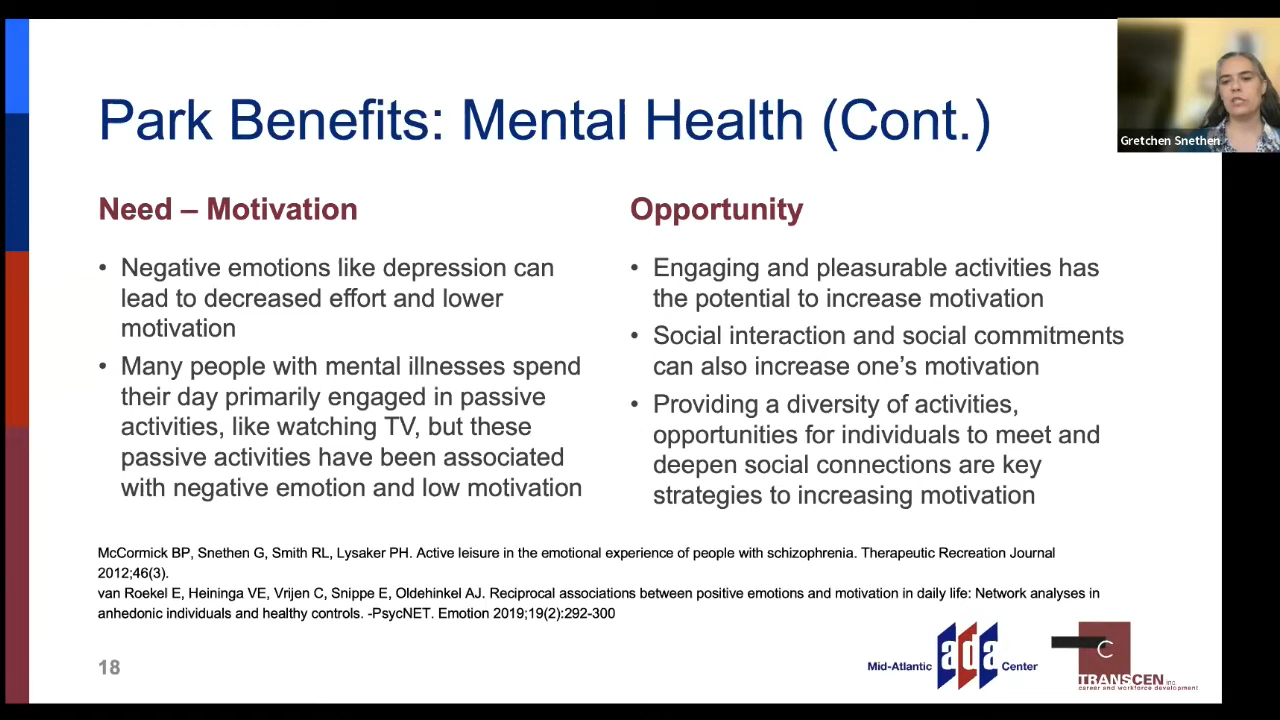 Park Benefits: Mental Health (Cont.)
Gretchen Snethen
Need – Motivation
• Negative emotions like depression can
lead to decreased effort and lower
motivation
• Many people with mental illnesses spend
their day primarily engaged in passive
activities, like watching TV, but these
passive activities have been associated
with negative emotion and low motivation
Opportunity
• Engaging and pleasurable activities has
the potential to increase motivation
• Social interaction and social commitments
can also increase one’s motivation
• Providing a diversity of activities,
opportunities for individuals to meet and
deepen social connections are key
strategies to increasing motivation
McCormick BP, Snethen G, Smith RL, Lysaker PH. Active leisure in the emotional experience of people with schizophrenia. Therapeutic Recreation Journal
2012;46(3).
van Roekel E, Heininga VE, Vrijen C, Snippe E, Oldehinkel AJ. Reciprocal associations between positive emotions and motivation in daily life: Network analyses in
anhedonic individuals and healthy controls. -PsycNET. Emotion 2019;19(2):292-300
18
Mid-Atlantic ada Center
C
TRANSCEN inc.
career and workforce development